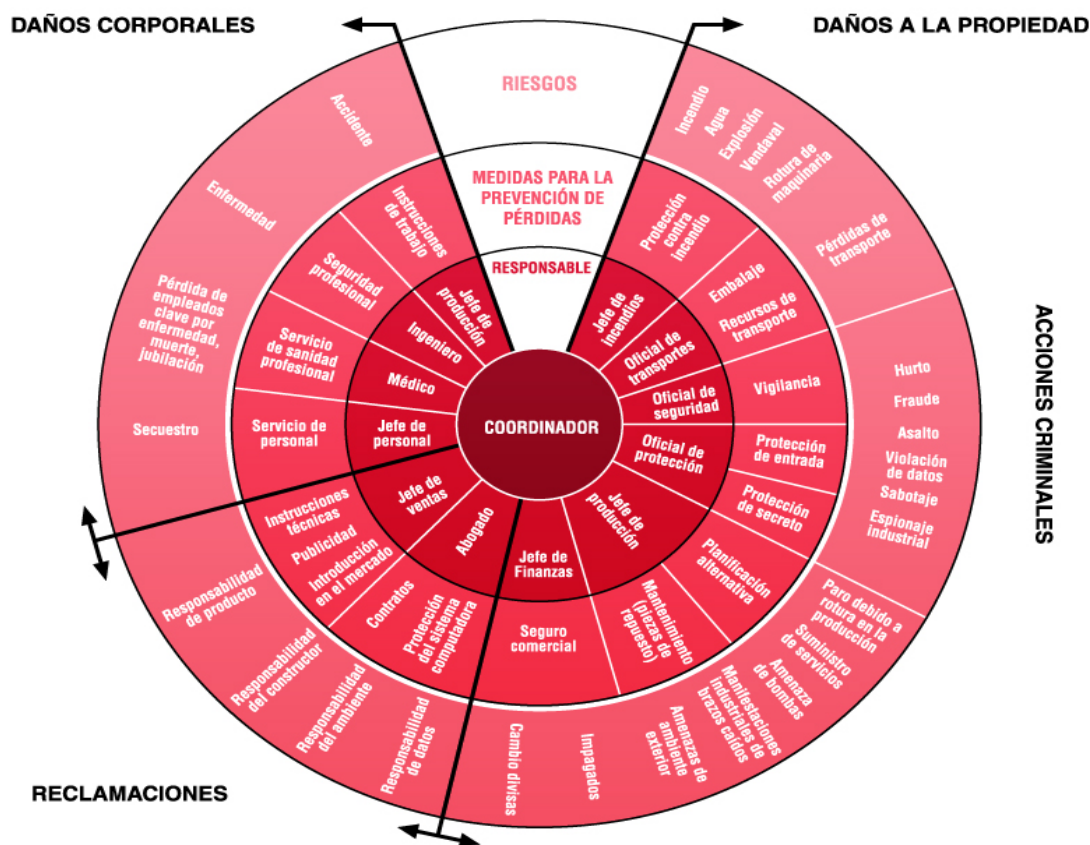 DAÑOS CORPORALES
DAÑOS A LA PROPIEDAD
ACCIONES CRIMINALES
RECLAMACIONES
RIESGOS
MEDIDAS PARA LA
PREVENCIÓN DE
PÉRDIDAS
RESPONSABLE
COORDINADOR
Incendio
Agua
Explosión
Vendaval
Rotura de
maquinaria
Pérdidas de
transporte
Hurto
Fraude
Asalto
Violación
de datos
Sabotaje
Espionaje
industrial
Paro debido a
rotura en la
producción
Suministro
de servicios
Amenaza
de bombas
Manifestaciones
industriales de
brazos caídos
Amenazas de
ambiente
exterior
Impagados
Cambio divisas
Responsabilidad
de datos
Responsabilidad
del ambiente
Responsabilidad
del constructor
Responsabilidad
de producto
Secuestro
Pérdida de
empleados
clave por
enfermedad,
muerte,
jubilación
Enfermedad
Accidente
Protección
contra
incendio
Embalaje
Recursos de
transporte
Vigilancia
Protección
de entrada
Protección
de secreto
Planificación
alternativa
Mantenimiento
(piezas de
repuesto)
Seguro
comercial
Protección
del sistema
computadora
Contratos
Introducción
en el mercado
Publicidad
Instrucciones
técnicas
Servicio de
personal
Servicio
de sanidad
profesional
Seguridad
profesional
Instrucciones
de trabajo
Jefe de
incendios
Oficial de
transportes
Oficial de
seguridad
Oficial de
protección
Jefe de
producción
Jefe de
Finanzas
Abogado
Jefe de
ventas
Jefe de
personal
Médico
Ingeniero
Jefe de
producción